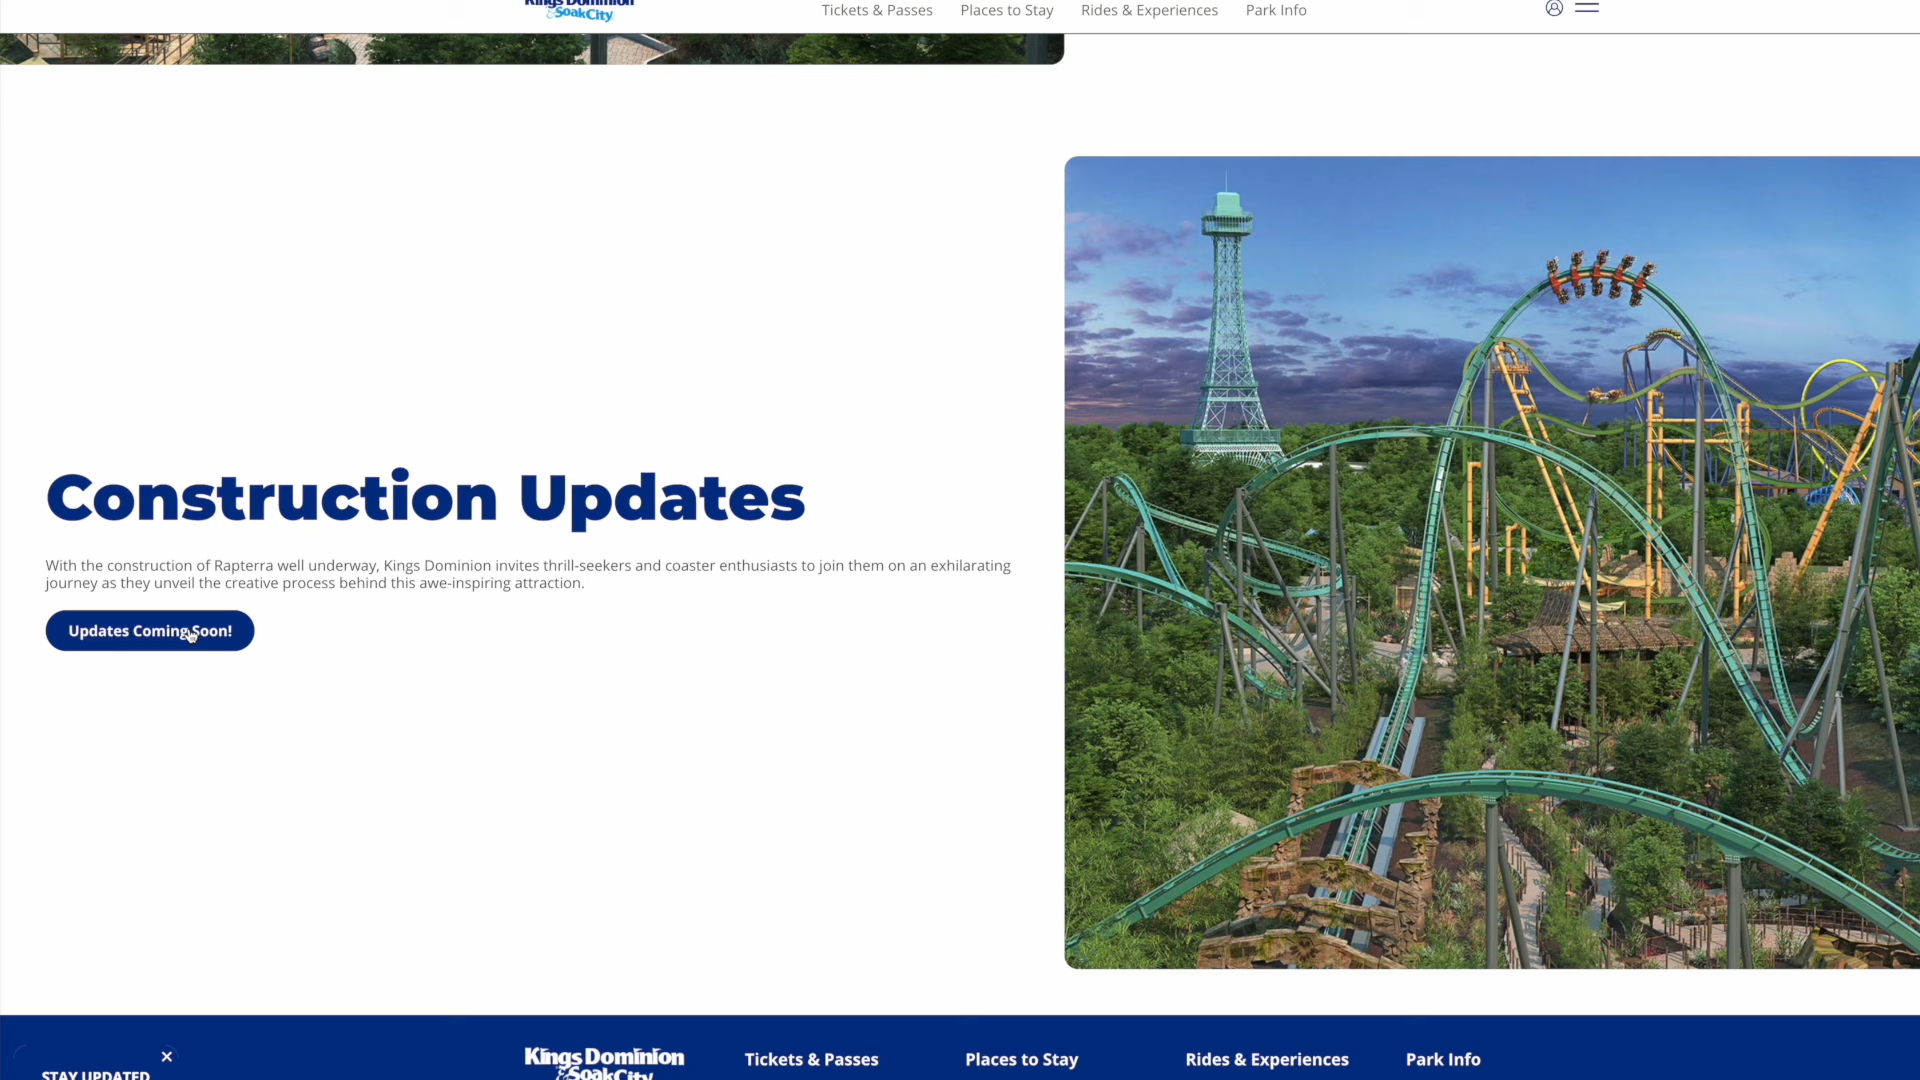 Kings Dominion
&SoakCity
Tickets & Passes
Places to Stay
Rides & Experiences
Park Info
Construction Updates
With the construction of Rapterra well underway, Kings Dominion invites thrill-seekers and coaster enthusiasts to join them on an exhilarating
journey as they unveil the creative process behind this awe-inspiring attraction.
Updates Coming Soon!
STAY UPDATED
Kings Dominion
&SoakCity
Tickets & Passes
Places to Stay
Rides & Experiences
Park Info